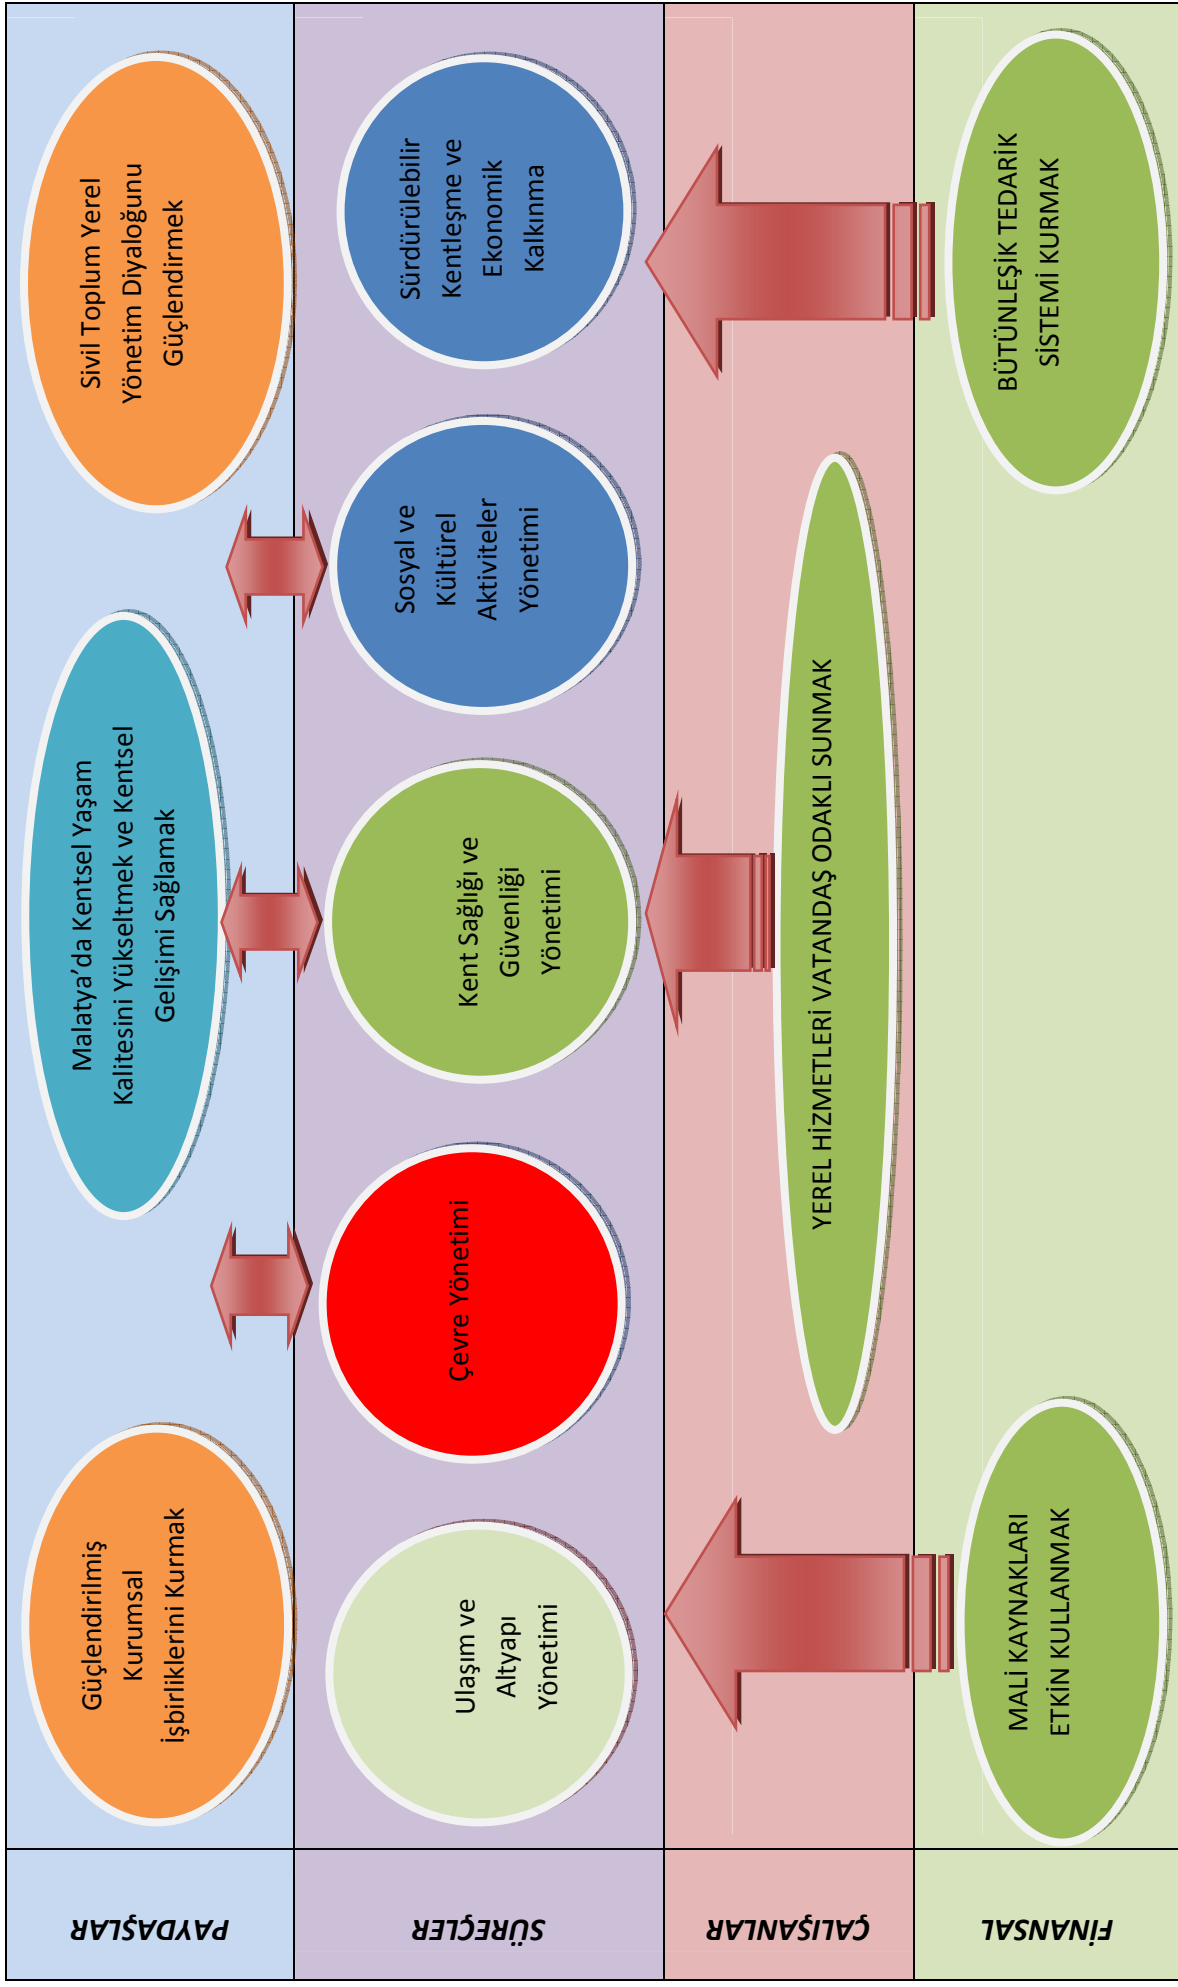 PAYDAŞLAR
Güçlendirilmiş
Kurumsal
İşbirliklerini Kurmak
Malatya’da Kentsel Yaşam
Kalitesini Yükseltmek ve Kentsel
Gelişimi Sağlamak
Sivil Toplum Yerel
Yönetim Diyaloğunu
Güçlendirmek
SÜREÇLER
Ulaşım ve
Altyapı
Yönetimi
Çevre Yönetimi
Kent Sağlığı ve
Güvenliği
Yönetimi
Sosyal ve
Kültürel
Aktiviteler
Yönetimi
Sürdürülebilir
Kentleşme ve
Ekonomik
Kalkınma
ÇALIŞANLAR
YEREL HİZMETLERİ VATANDAŞ ODAKLI SUNMAK
FİNANSAL
MALİ KAYNAKLARI
ETKİN KULLANMAK
BÜTÜNLEŞİK TEDARİK
SİSTEMİ KURMAK